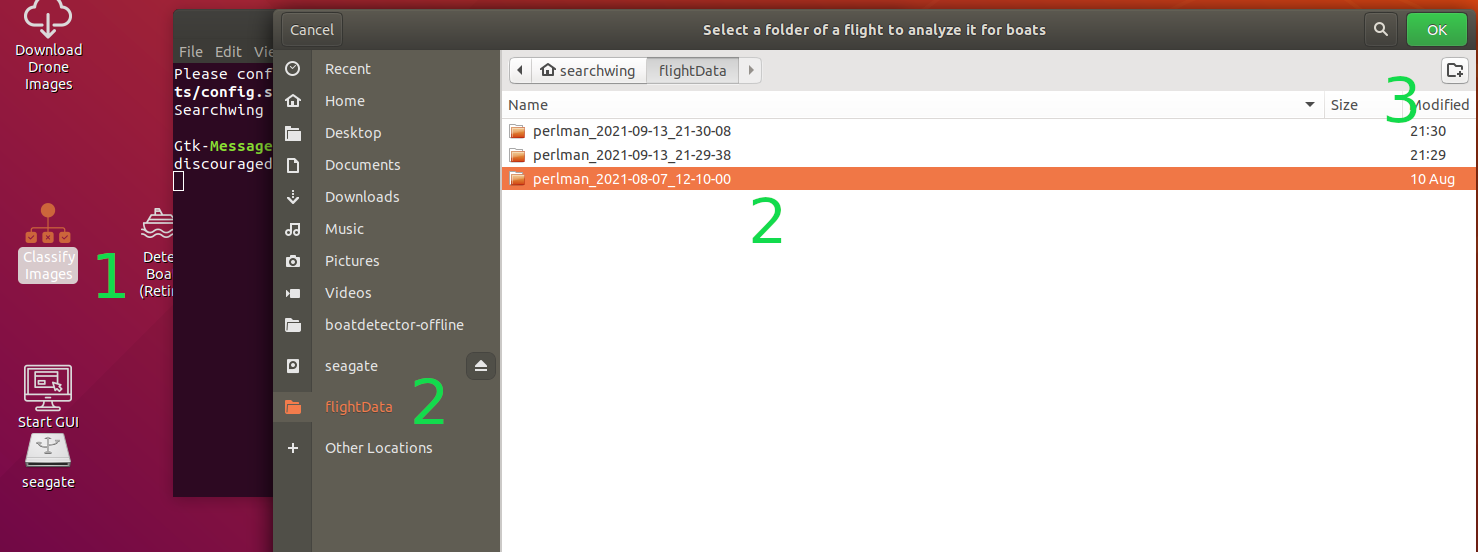 Download
Drone
Images
Classify
Images
1
Dete
Boa
(Reti
Start GUI
seagate
File Edit Vie
Please conf
ts/config.s
Searchwing
Gtk-Message
discouraged
Cancel
Select a folder of a flight to analyze it for boats
OK
Recent
Home
Desktop
Documents
Downloads
Music
Pictures
Videos
boatdetector-offline
seagate
flightData
2
Other Locations
searchwing flightData
3
Name Size Modified
perlman_2021-09-13_21-30-08 21:30
perlman_2021-09-13_21-29-38 21:29
perlman_2021-08-07_12-10-00 10 Aug
2